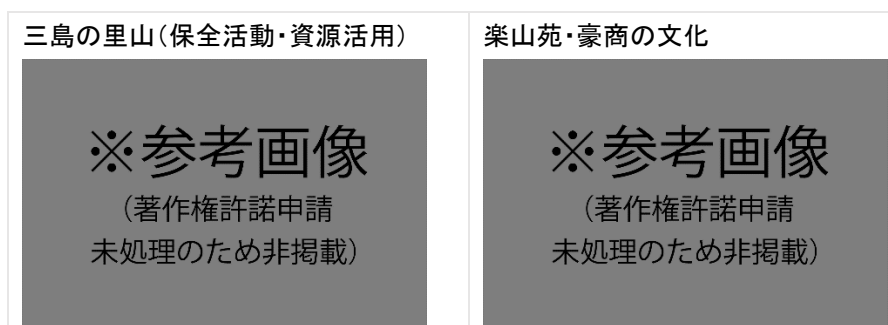 三島の里山（保全活動・資源活用）
楽山苑・豪商の文化
※参考画像
（著作権許諾申請
未処理のため非掲載）
※参考画像
（著作権許諾申請
未処理のため非掲載）